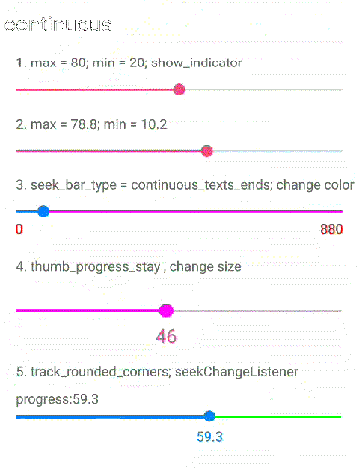 continuous
1. max = 80; min = 20; show_indicator
2. max = 78.8; min = 10.2
3. seek_bar_type = continuous_texts_ends; change color
0 880
4. thumb_progress_stay , change size
46
5. track_rounded_corners; seekChangeListener
progress:59.3
59.3